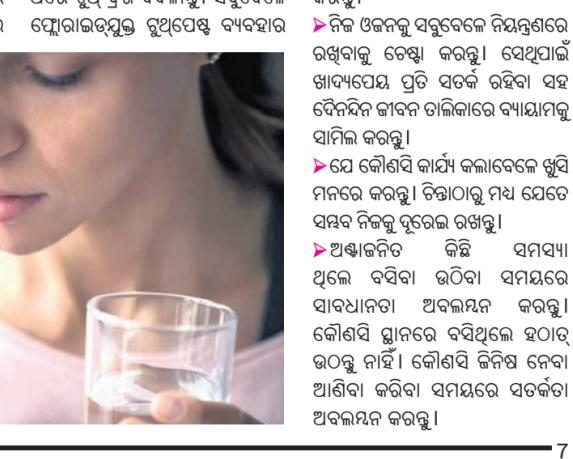 ଫ୍ଲୋରାଇଡ୍‌ଯୁକ୍ତ ଟୁଥ୍‌ପେଷ୍ଟ ବ୍ୟବହାର
➤ ନିଜ ଓଜନକୁ ସବୁବେଳେ ନିୟନ୍ତ୍ରଣରେ
ରଖିବାକୁ ଚେଷ୍ଟା କରନ୍ତୁ। ସେଥିପାଇଁ
ଖାଦ୍ୟପେୟ ପ୍ରତି ସତର୍କ ରହିବା ସହ
ଦୈନନ୍ଦିନ ଜୀବନ ତାଲିକାରେ ବ୍ୟାୟାମକୁ
ସାମିଲ କରନ୍ତୁ।
➤ ଯେ କୌଣସି କାର୍ଯ୍ୟ କଲାବେଳେ ଖୁସି
ମନରେ କରନ୍ତୁ। ଚିନ୍ତାଠାରୁ ମଧ୍ୟ ଯେତେ
ସମ୍ଭବ ନିଜକୁ ଦୂରେଇ ରଖନ୍ତୁ।
➤ ଅଣ୍ଟାଜନିତ କିଛି ସମସ୍ୟା
ଥିଲେ ବସିବା ଉଠିବା ସମୟରେ
ସାବଧାନତା ଅବଲମ୍ବନ କରନ୍ତୁ।
କୌଣସି ସ୍ଥାନରେ ବସିଥିଲେ ହଠାତ୍
ଉଠନ୍ତୁ ନାହିଁ। କୌଣସି ଜିନିଷ ନେବା
ଆଣିବା କରିବା ସମୟରେ ସତର୍କତା
ଅବଲମ୍ବନ କରନ୍ତୁ।
7